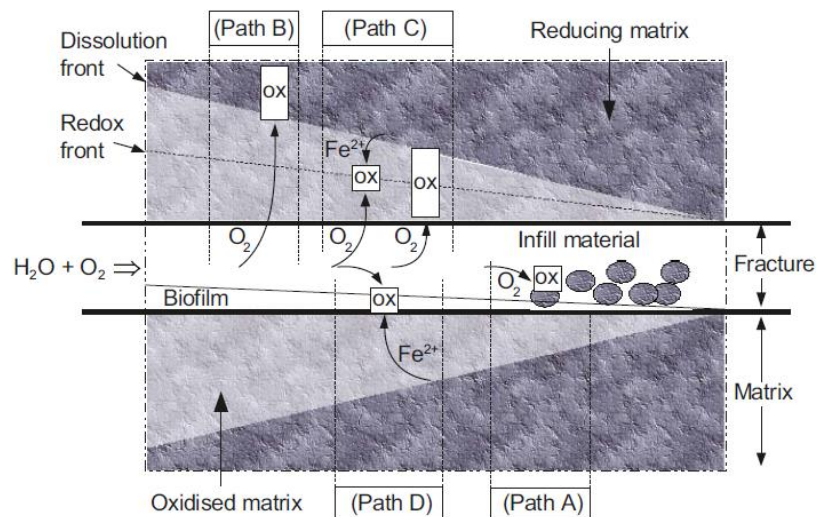 (Path B)
(Path C)
Reducing matrix
Dissolution
front
ox
Redox
front
Fe²⁺
ox
ox
O₂
O₂
O₂
Infill material
H₂O + O₂ ⇒
Fracture
O₂
ox
Biofilm
ox
Fe²⁺
Matrix
Oxidised matrix
(Path D)
(Path A)